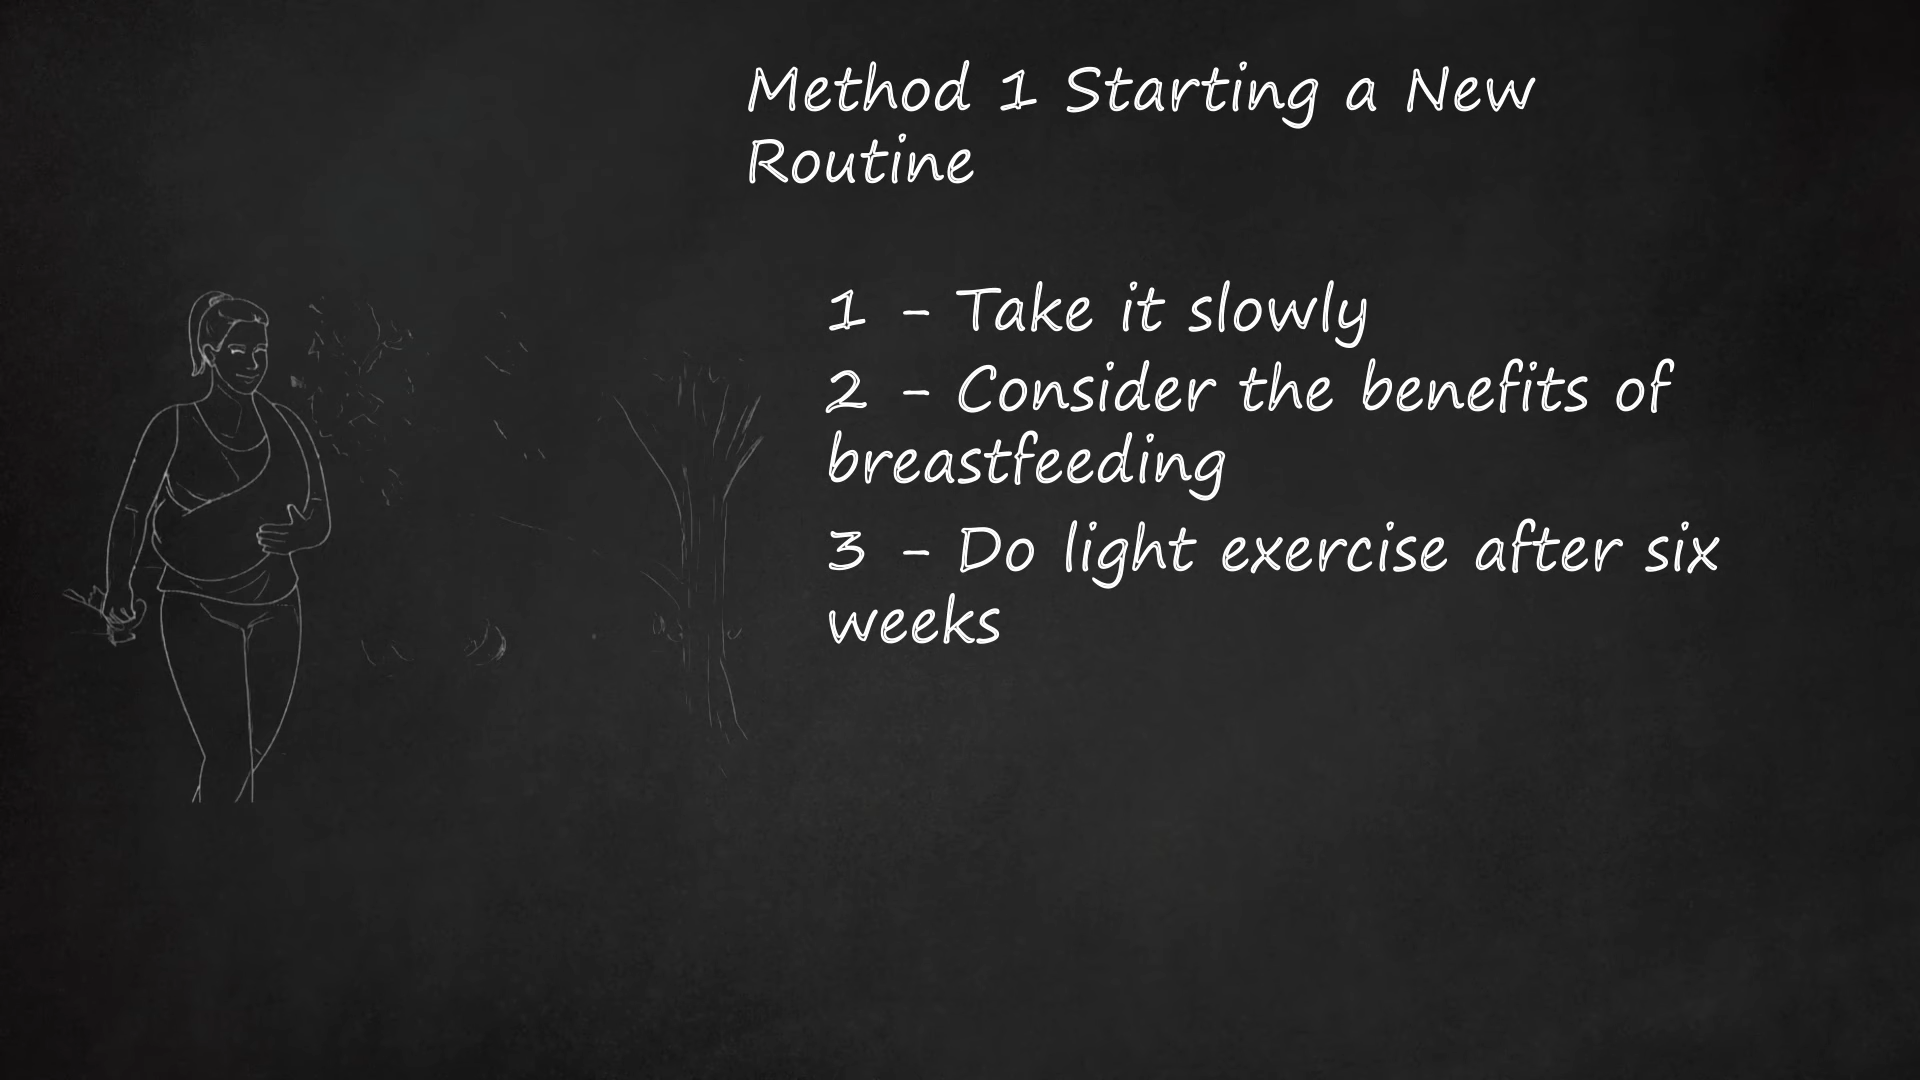 Method 1 Starting a New
Routine
1 - Take it slowly
2 - Consider the benefits of
breastfeeding
3 - Do light exercise after six
weeks